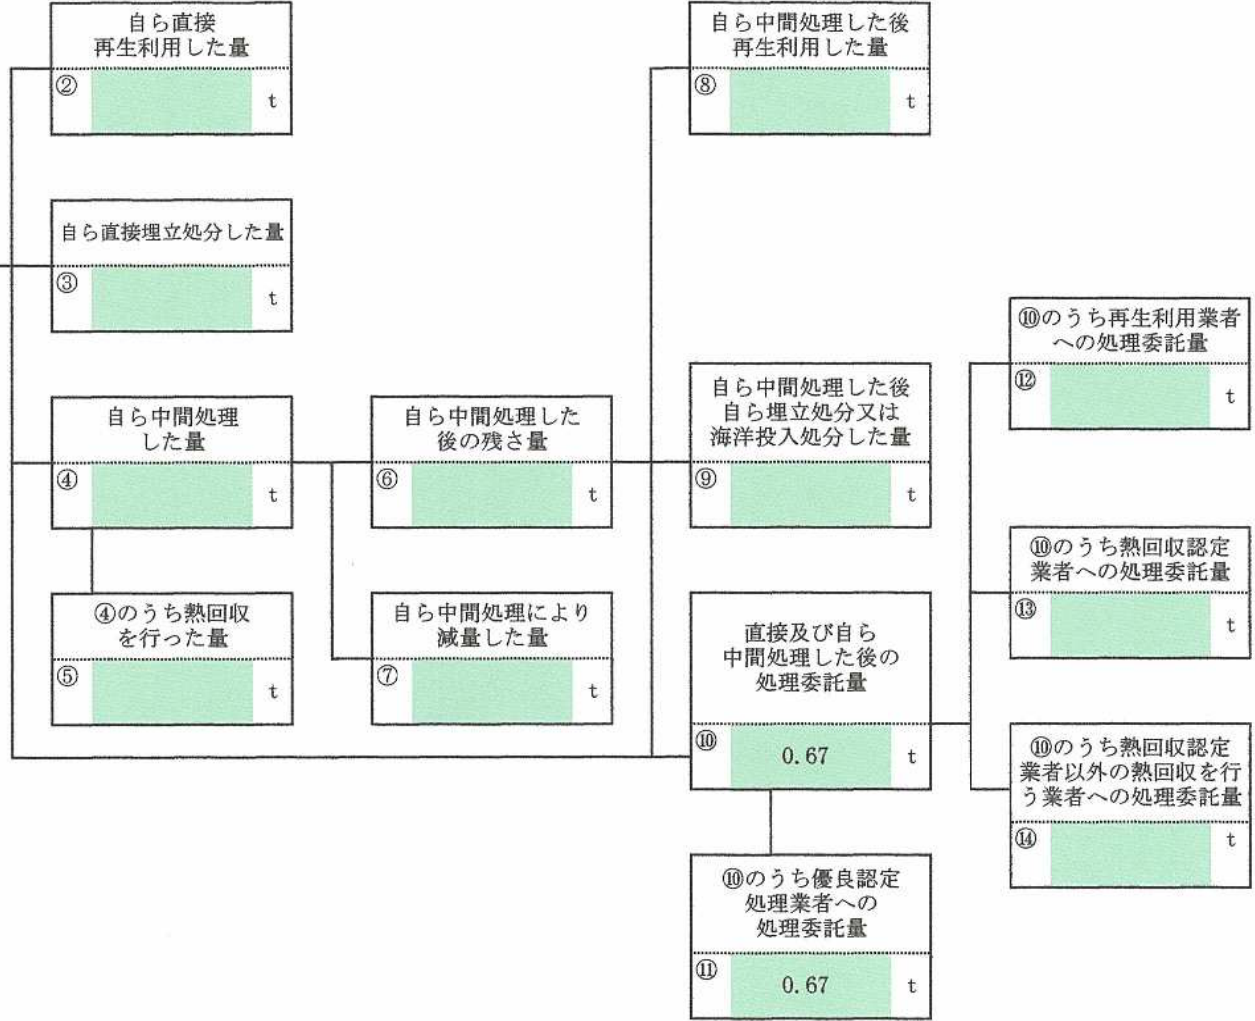 自ら直接
再生利用した量
②
t
自ら中間処理した後
再生利用した量
⑧
t
自ら直接埋立処分した量
③
t
⑩のうち再生利用業者
への処理委託量
⑫
t
自ら中間処理
した量
④
t
自ら中間処理した
後の残さ量
⑥
t
自ら中間処理した後
自ら埋立処分又は
海洋投入処分した量
⑨
t
⑩のうち熱回収認定
業者への処理委託量
⑬
t
④のうち熱回収
を行った量
⑤
t
自ら中間処理により
減量した量
⑦
t
直接及び自ら
中間処理した後の
処理委託量
⑩
0.67
t
⑩のうち熱回収認定
業者以外の熱回収を行
う業者への処理委託量
⑭
t
⑩のうち優良認定
処理業者への
処理委託量
⑪
0.67
t